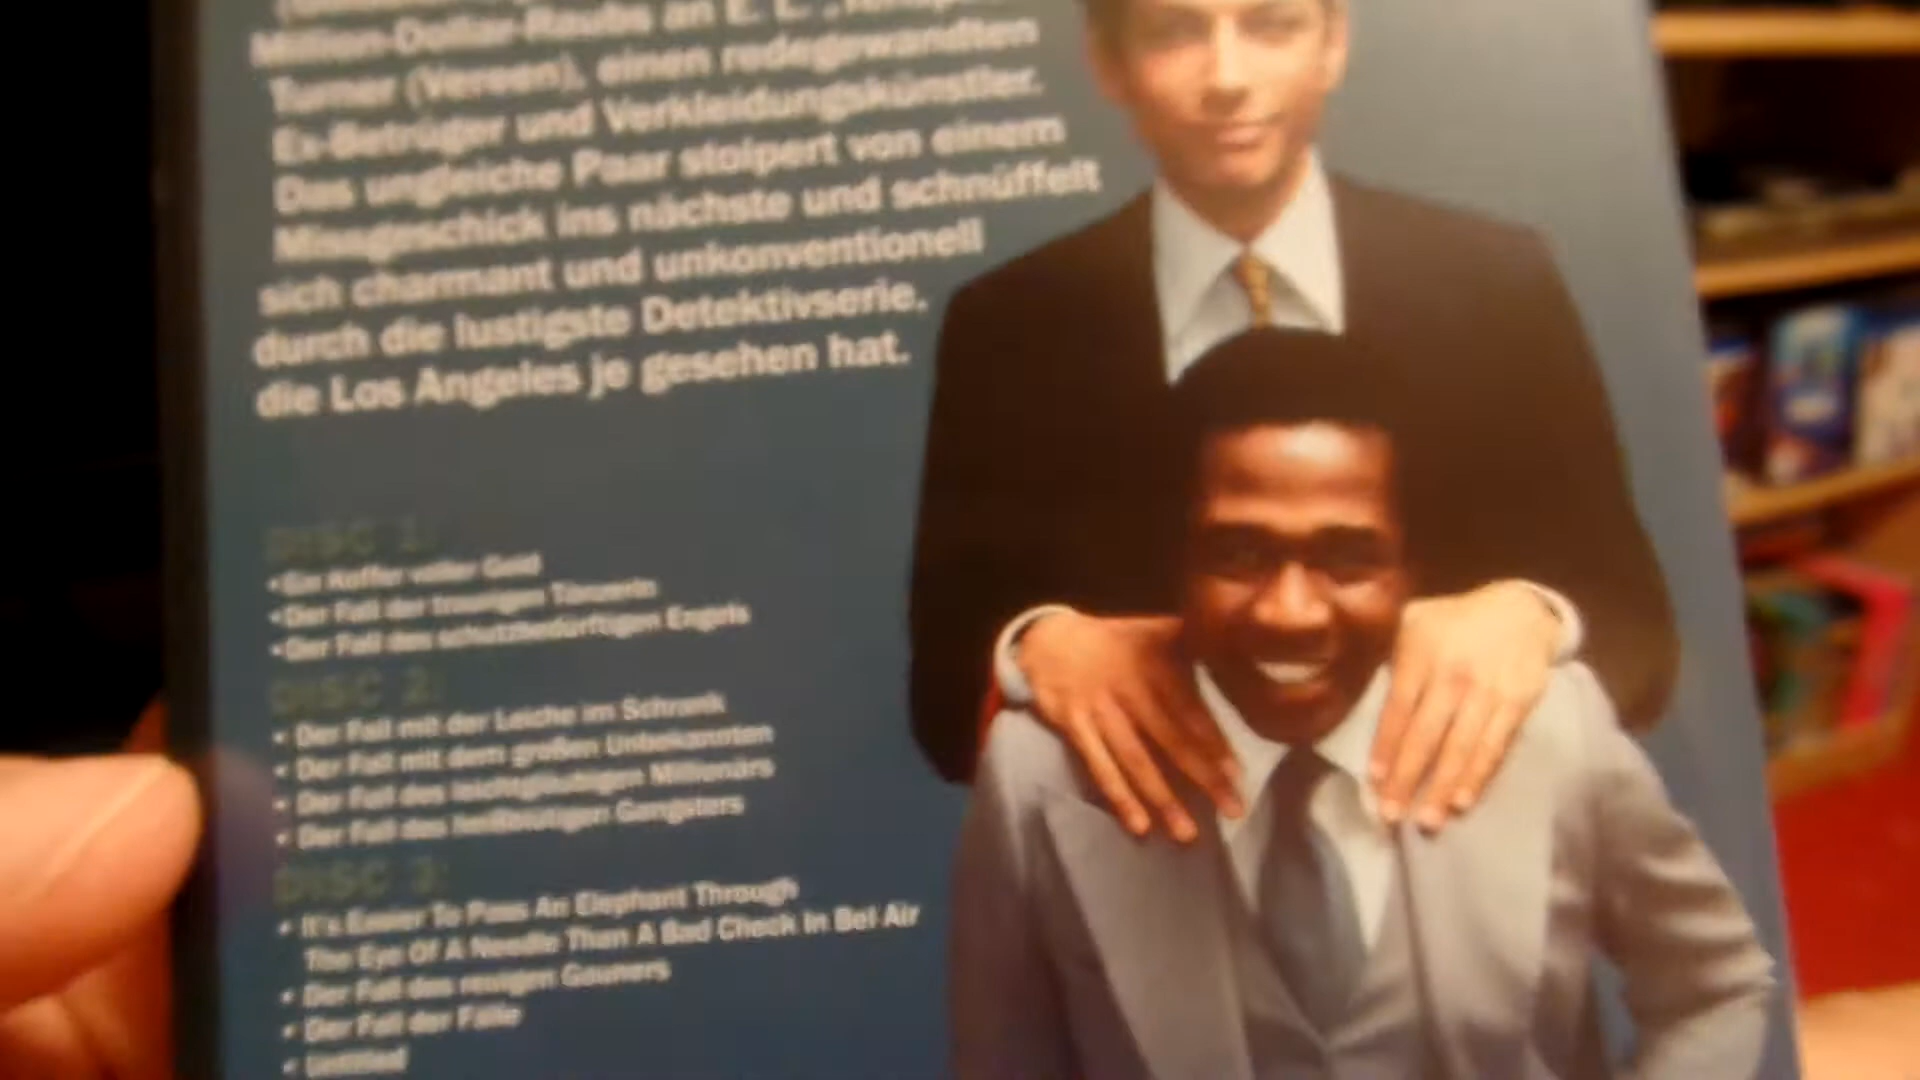 Million-Dollar-Raubs an E. L.
Turner (Vereen), einen redegewandten
Ex-Betrüger und Verkleidungskünstler.
Das ungleiche Paar stolpert von einem
Missgeschick ins nächste und schnüffelt
sich charmant und unkonventionell
durch die lustigste Detektivserie,
die Los Angeles je gesehen hat.
DISC 1:
•Ein Koffer voller Geld
•Der Fall der traurigen Tänzerin
•Der Fall des schutzbedürftigen Engels
DISC 2:
• Der Fall mit der Leiche im Schrank
• Der Fall mit dem großen Unbekannten
• Der Fall des leichtgläubigen Millionärs
• Der Fall des heißblütigen Gangsters
DISC 3:
• It's Easier To Pass An Elephant Through
The Eye Of A Needle Than A Bad Check In Bel Air
• Der Fall des reuigen Gauners
• Der Fall der Fälle
• Untitled